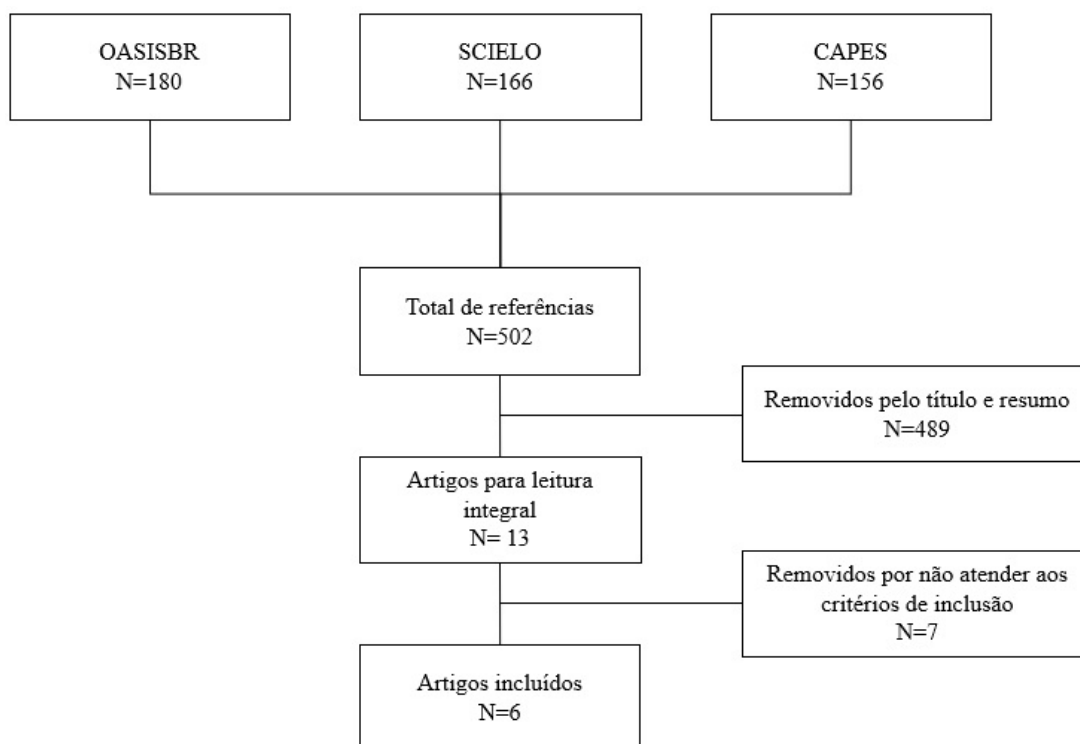 OASISBR
N=180
SCIELO
N=166
CAPES
N=156
Total de referências
N=502
Removidos pelo título e resumo
N=489
Artigos para leitura
integral
N= 13
Removidos por não atender aos
critérios de inclusão
N=7
Artigos incluídos
N=6